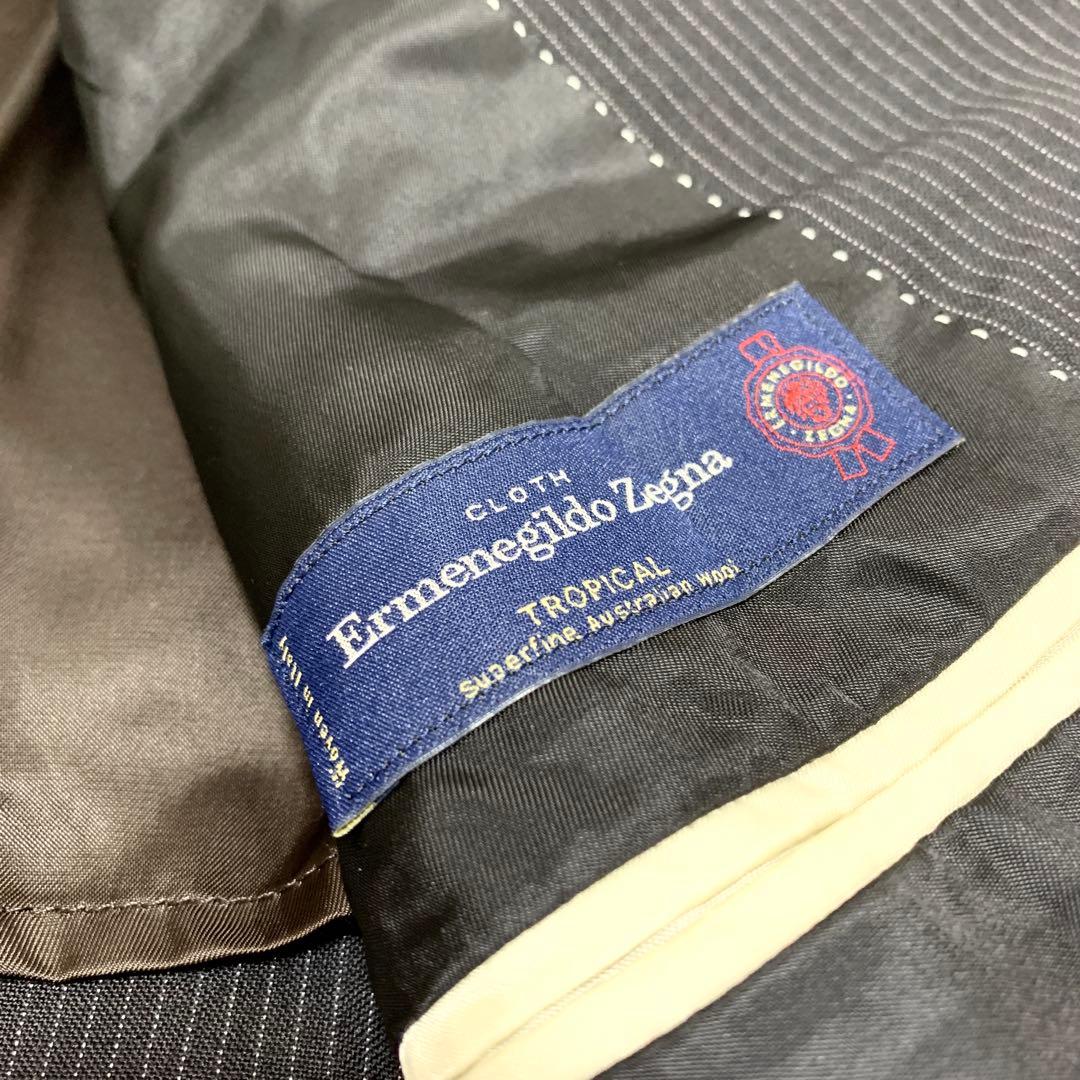 CLOTH
Ermenegildo Zegna
TROPICAL
Superfine Australian Wool
Woven in Italy
ERMENEGILDO
· ZEGNA ·